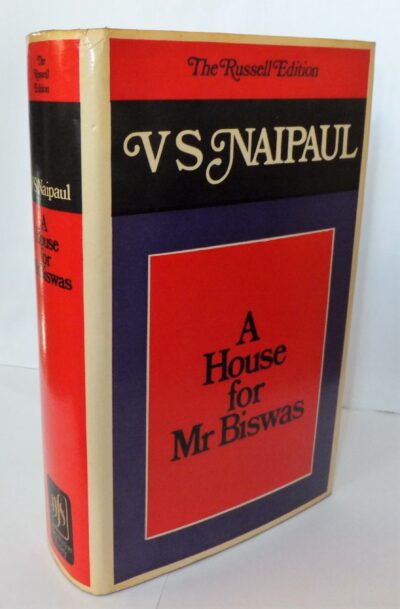 The
Russell
Edition
V S Naipaul
A
House
for
Mr Biswas
The Russell Edition
V S NAIPAUL
A
House
for
Mr Biswas